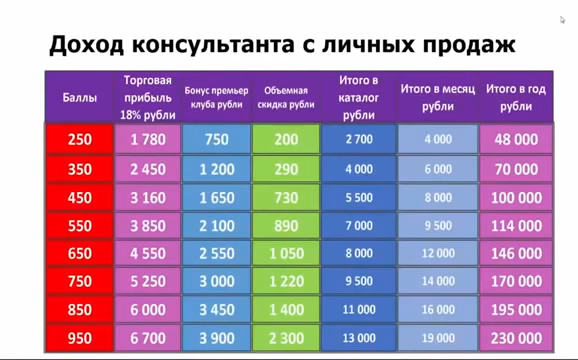 Доход консультанта с личных продаж
Баллы Торговая прибыль 18% рубли Бонус премьер клуба рубли Объемная скидка рубли Итого в каталог рубли Итого в месяц рубли Итого в год рубли
250 1 780 750 200 2 700 4 000 48 000
350 2 450 1 200 290 4 000 6 000 70 000
450 3 160 1 650 730 5 500 8 000 100 000
550 3 850 2 100 890 7 000 9 500 114 000
650 4 550 2 550 1 050 8 000 12 000 146 000
750 5 250 3 000 1 220 9 500 14 000 170 000
850 6 000 3 450 1 400 11 000 16 000 195 000
950 6 700 3 900 2 300 13 000 19 000 230 000